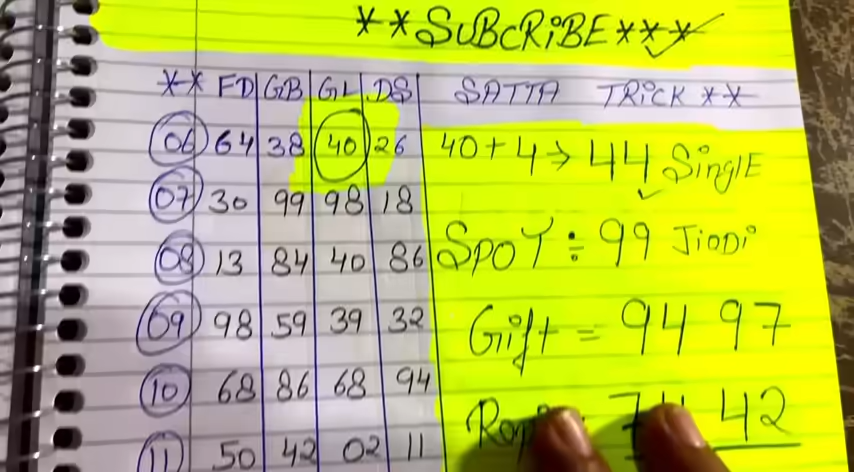 **SUBCRiBE***
** FD GB GL DS SATTA TRiCK **
06 64 38 40 26 40+4→44 SinglE
07 30 99 98 18
08 13 84 40 86 SPOT÷99 JioDi
09 98 59 39 32 Gift = 94 97
10 68 86 68 94 42
11 50 42 02 11